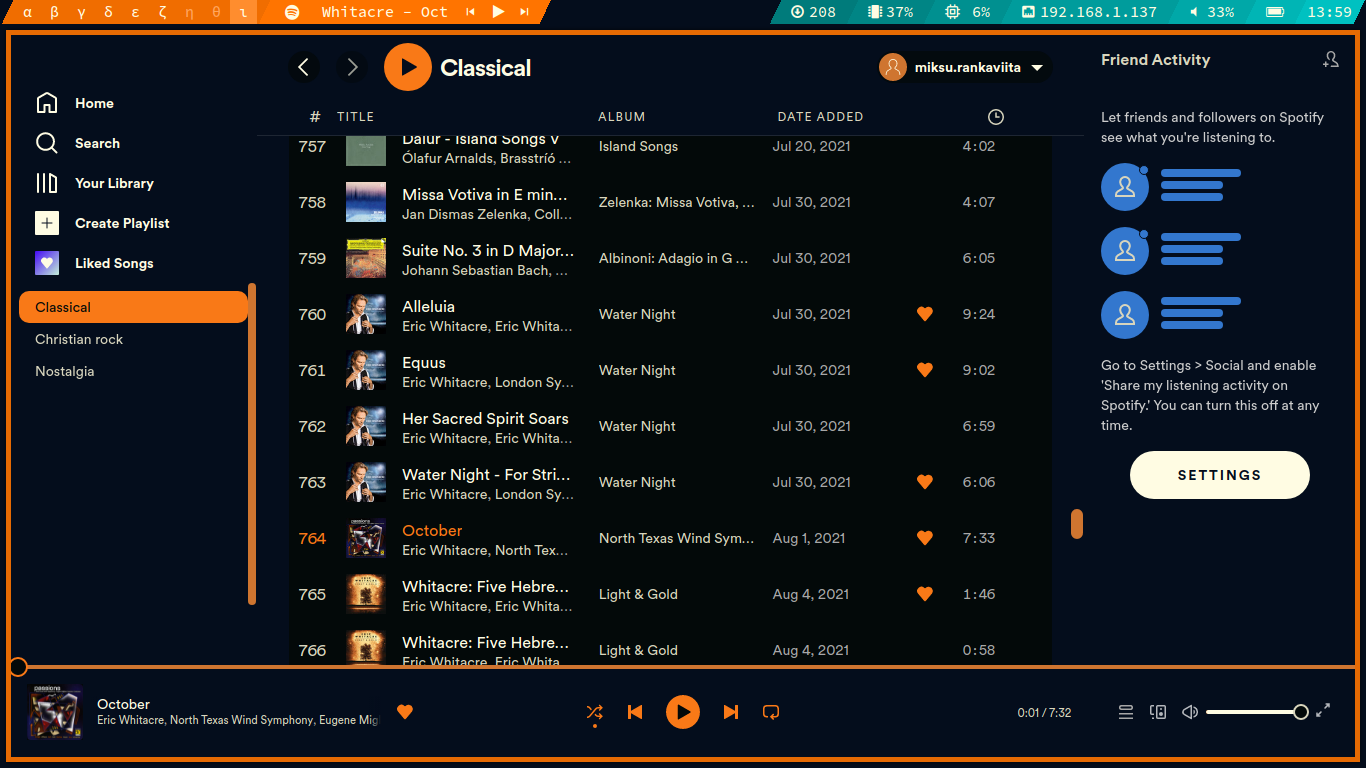 α β γ δ ε ζ η θ ι Whitacre – Oct 208 37% 6% 192.168.1.137 33% 13:59
Home
Search
Your Library
Create Playlist
Liked Songs
Classical
Christian rock
Nostalgia
Classical
miksu.rankaviita
# TITLE ALBUM DATE ADDED
757 Dalur - Island Songs V Island Songs Jul 20, 2021 4:02
Ólafur Arnalds, Brasstríó ...
758 Missa Votiva in E min... Zelenka: Missa Votiva, ... Jul 30, 2021 4:07
Jan Dismas Zelenka, Coll...
759 Suite No. 3 in D Major... Albinoni: Adagio in G ... Jul 30, 2021 6:05
Johann Sebastian Bach, ...
760 Alleluia Water Night Jul 30, 2021 9:24
Eric Whitacre, Eric Whita...
761 Equus Water Night Jul 30, 2021 9:02
Eric Whitacre, London Sy...
762 Her Sacred Spirit Soars Water Night Jul 30, 2021 6:59
Eric Whitacre, Eric Whita...
763 Water Night - For Stri... Water Night Jul 30, 2021 6:06
Eric Whitacre, London Sy...
764 October North Texas Wind Sym... Aug 1, 2021 7:33
Eric Whitacre, North Tex...
765 Whitacre: Five Hebre... Light & Gold Aug 4, 2021 1:46
Eric Whitacre, Eric Whita...
766 Whitacre: Five Hebre... Light & Gold Aug 4, 2021 0:58
Eric Whitacre, Eric Whita
Friend Activity
Let friends and followers on Spotify
see what you're listening to.
Go to Settings > Social and enable
'Share my listening activity on
Spotify.' You can turn this off at any
time.
SETTINGS
passions
October
Eric Whitacre, North Texas Wind Symphony, Eugene Mig
0:01 / 7:32